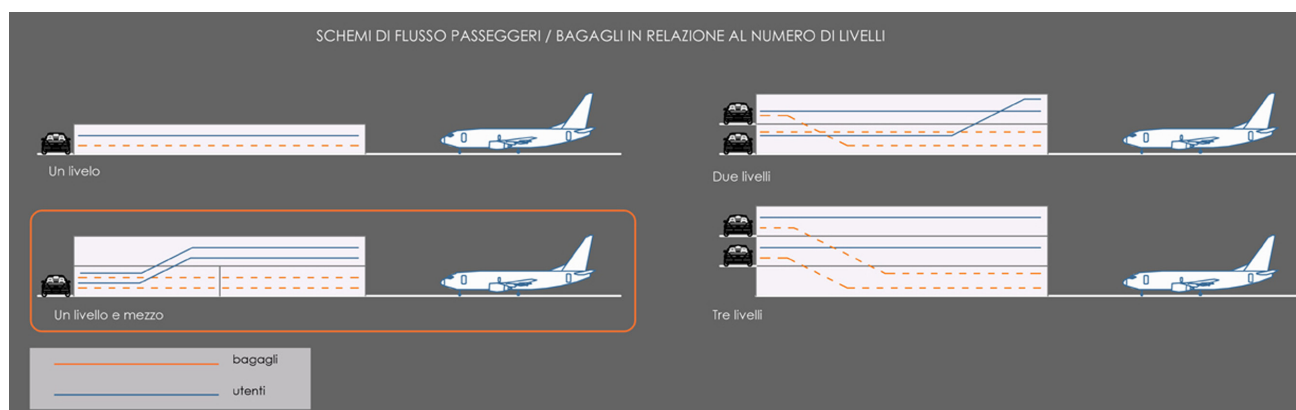 SCHEMI DI FLUSSO PASSEGGERI / BAGAGLI IN RELAZIONE AL NUMERO DI LIVELLI
Un livelo
Due livelli
Un livello e mezzo
Tre livelli
bagagli
utenti